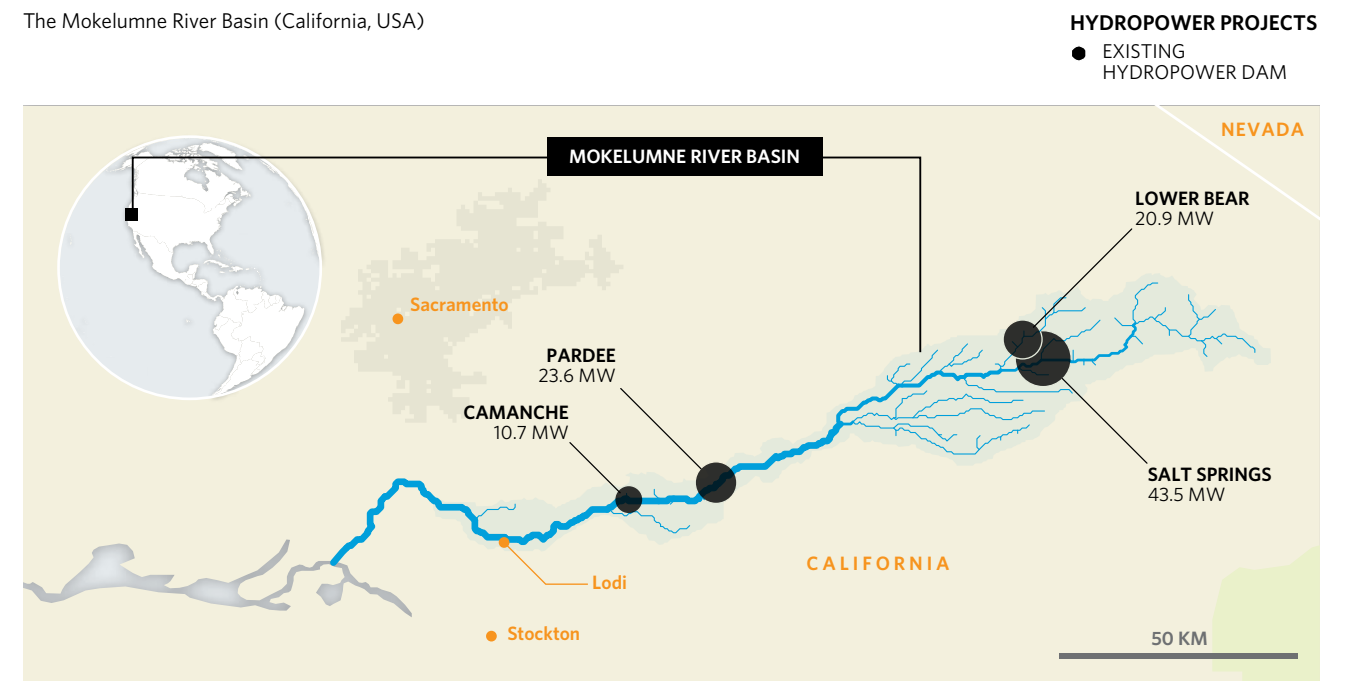 The Mokelumne River Basin (California, USA)
HYDROPOWER PROJECTS
EXISTING
HYDROPOWER DAM
NEVADA
MOKELUMNE RIVER BASIN
LOWER BEAR
20.9 MW
Sacramento
PARDEE
23.6 MW
CAMANCHE
10.7 MW
SALT SPRINGS
43.5 MW
CALIFORNIA
Lodi
Stockton
50 KM